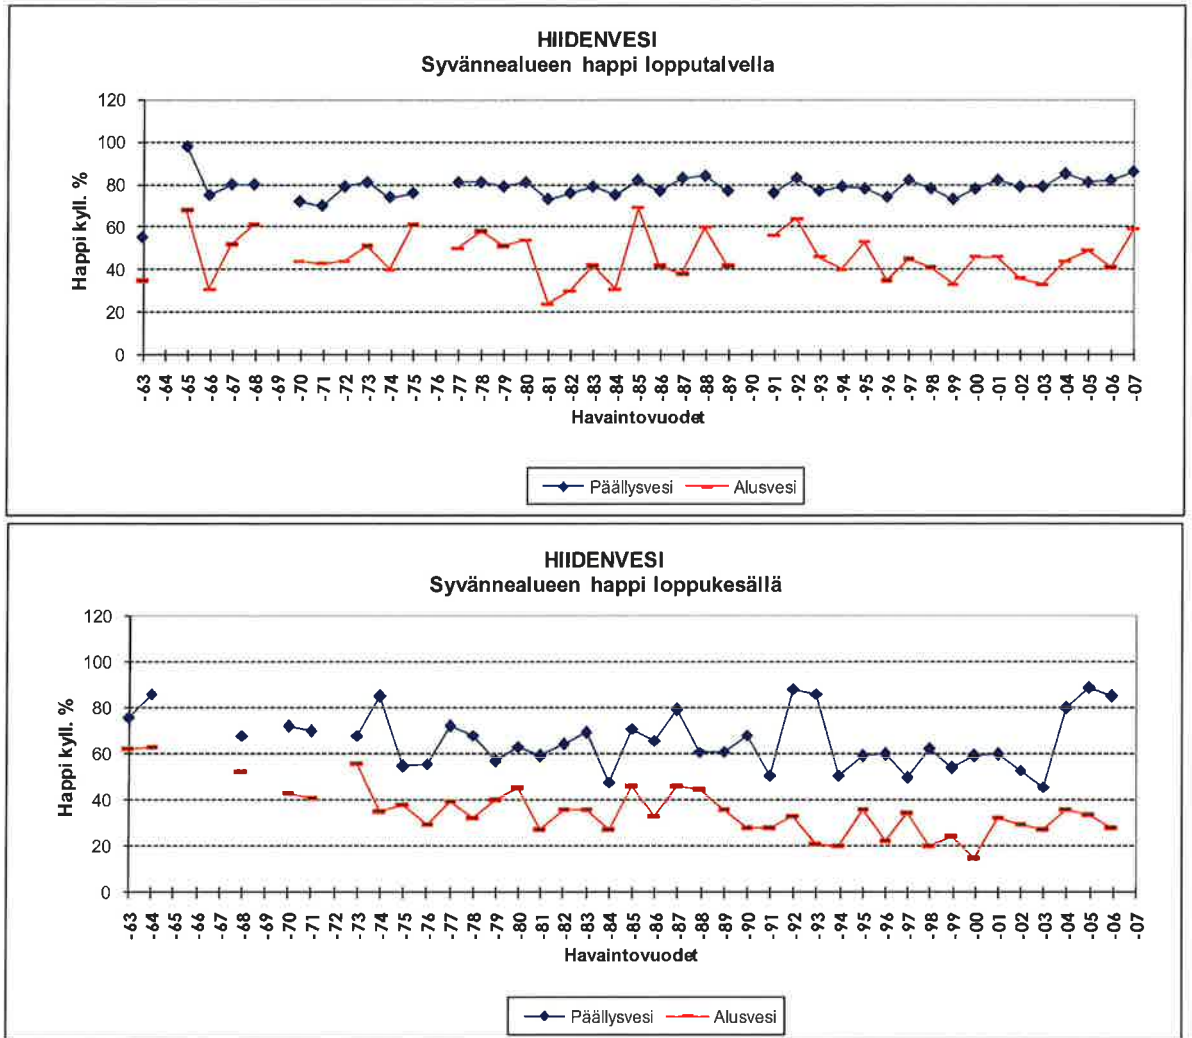 HIIDENVESI
Syvännealueen happi lopputalvella
Happi kyll. %
120
100
80
60
40
20
0
-63 -64 -65 -66 -67 -68 -69 -70 -71 -72 -73 -74 -75 -76 -77 -78 -79 -80 -81 -82 -83 -84 -85 -86 -87 -88 -89 -90 -91 -92 -93 -94 -95 -96 -97 -98 -99 -00 -01 -02 -03 -04 -05 -06 -07
Havaintovuodet
Päällysvesi Alusvesi
HIIDENVESI
Syvännealueen happi loppukesällä
Happi kyll. %
120
100
80
60
40
20
0
-63 -64 -65 -66 -67 -68 -69 -70 -71 -72 -73 -74 -75 -76 -77 -78 -79 -80 -81 -82 -83 -84 -85 -86 -87 -88 -89 -90 -91 -92 -93 -94 -95 -96 -97 -98 -99 -00 -01 -02 -03 -04 -05 -06 -07
Havaintovuodet
Päällysvesi Alusvesi